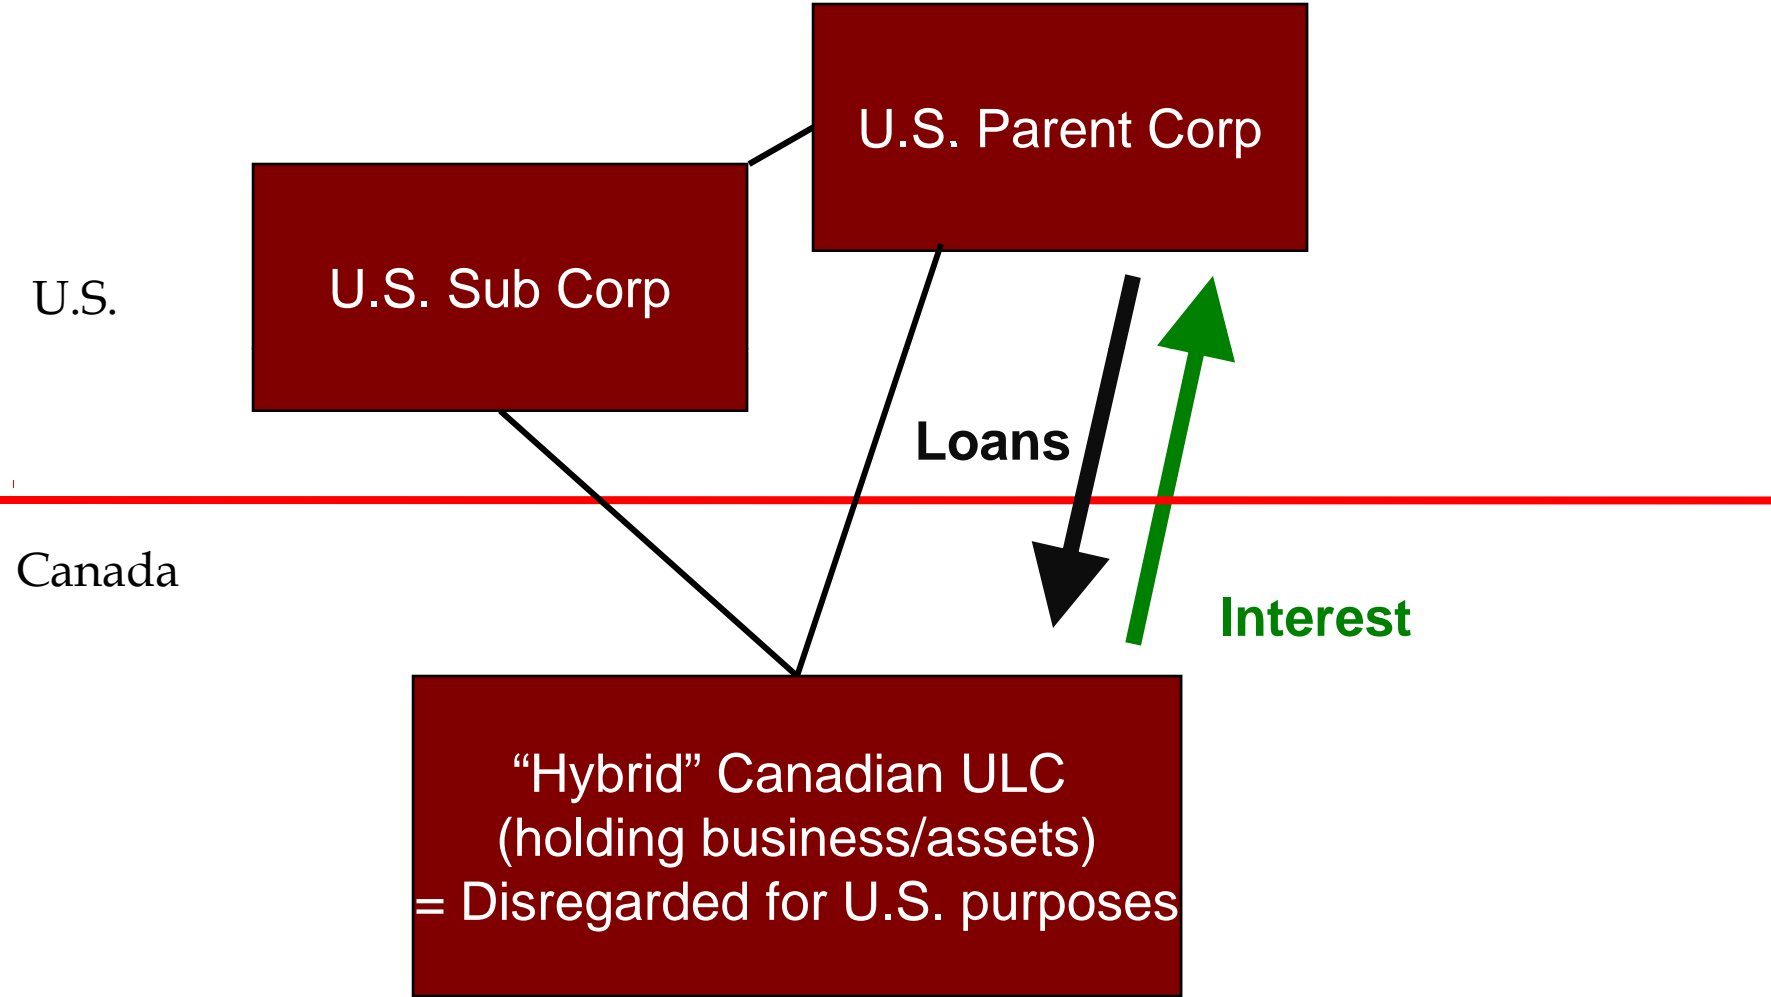 U.S. Parent Corp
U.S. Sub Corp
U.S.
Loans
Canada
Interest
“Hybrid” Canadian ULC
(holding business/assets)
= Disregarded for U.S. purposes